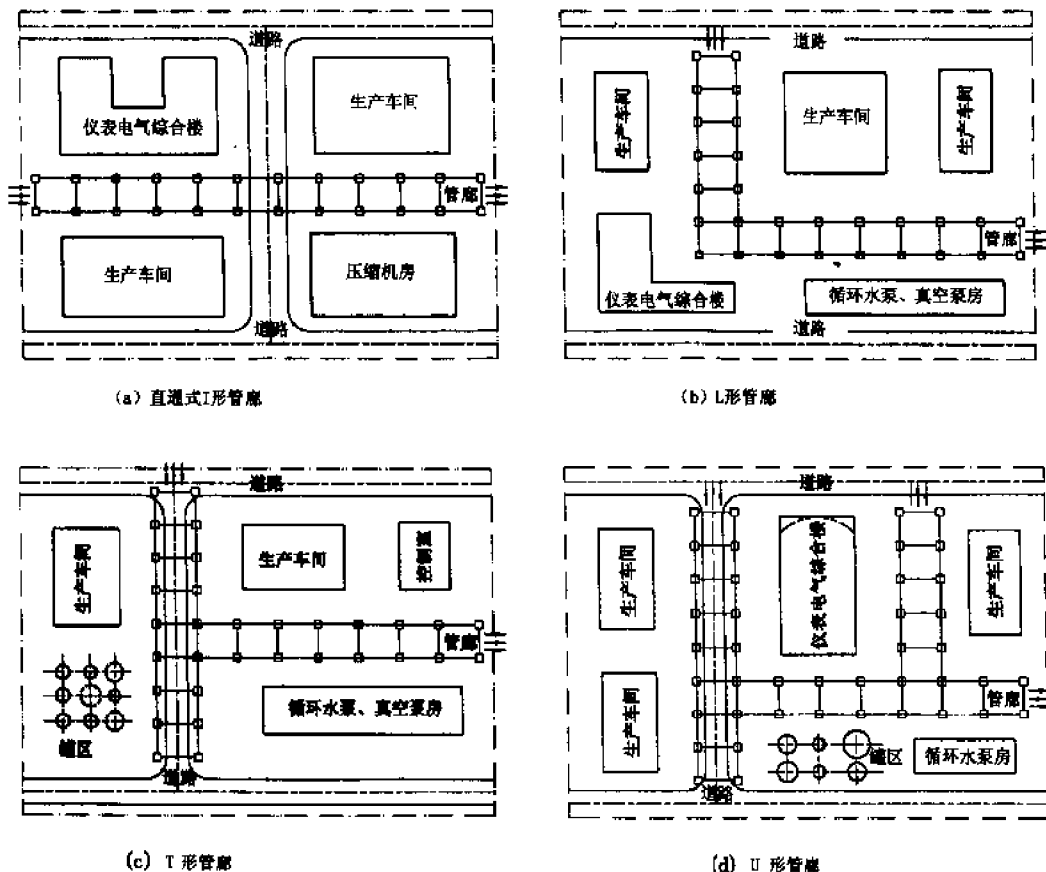 道路
生产车间
仪表电气综合楼
管廊
生产车间
压缩机房
道路
(a) 直通式I形管廊
道路
生产车间
生产车间
生产车间
管廊
仪表电气综合楼
循环水泵、真空泵房
道路
(b) L形管廊
道路
生产车间
生产车间
控制室
管廊
循环水泵、真空泵房
罐区
道路
(c) T 形管廊
道路
生产车间
仪表电气综合楼
生产车间
生产车间
管廊
罐区
循环水泵房
道路
(d) U 形管廊